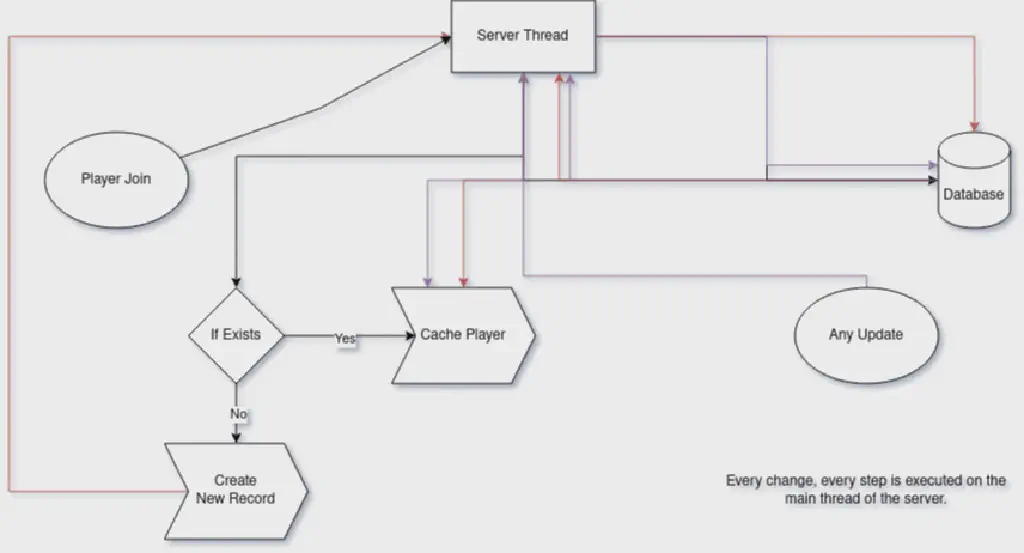 Server Thread
Player Join
Database
If Exists
Yes
Cache Player
Any Update
No
Create
New Record
Every change, every step is executed on the
main thread of the server.